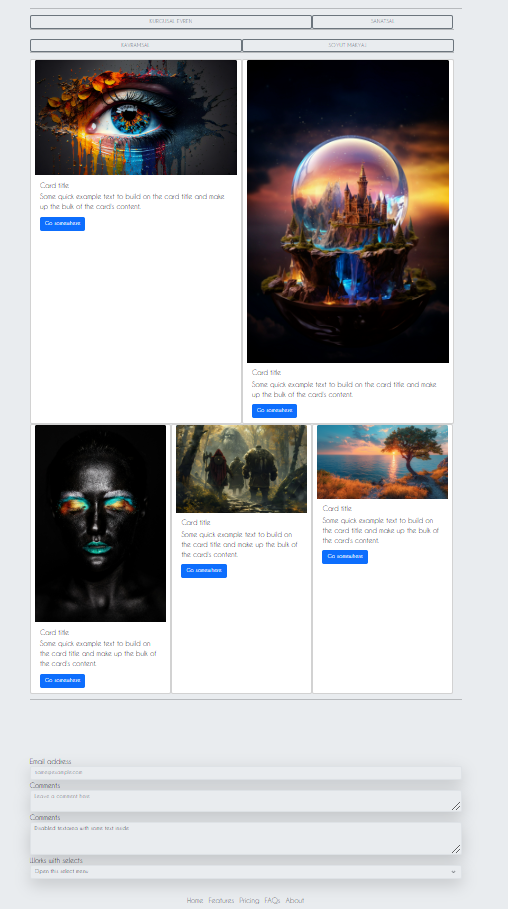 KURGUSAL EVREN
SANATSAL
KAVRAMSAL
SOYUT MAKYAJ
Card title
Some quick example text to build on the card title and make
up the bulk of the card's content.
Go somewhere
Card title
Some quick example text to build on the card title and make
up the bulk of the card's content.
Go somewhere
Card title
Some quick example text to build on
the card title and make up the bulk of
the card's content.
Go somewhere
Card title
Some quick example text to build on
the card title and make up the bulk of
the card's content.
Go somewhere
Card title
Some quick example text to build on
the card title and make up the bulk of
the card's content.
Go somewhere
Email address
name@example.com
Comments
Leave a comment here
Comments
Disabled textarea with some text inside
Works with selects
Open this select menu
Home Features Pricing FAQs About